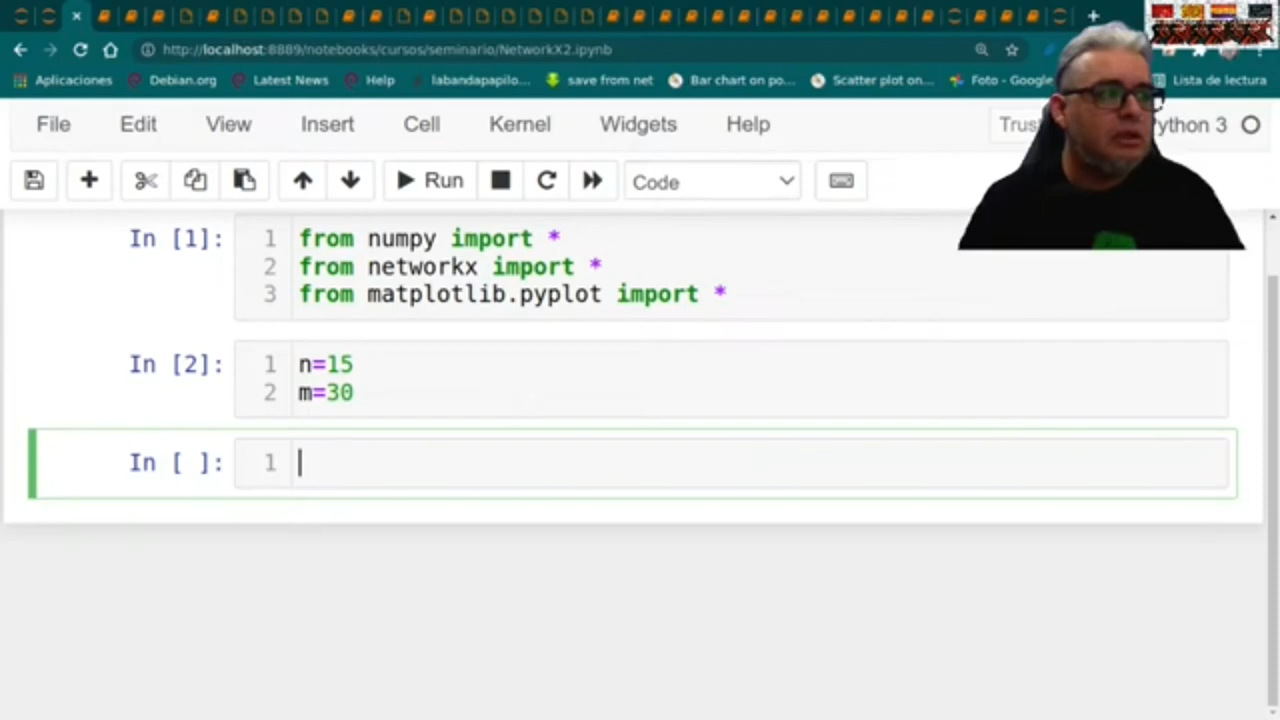 http://localhost:8889/notebooks/cursos/seminario/NetworkX2.ipynb
Aplicaciones Debian.org Latest News Help labandapapilo... save from net Bar chart on po... Scatter plot on... Foto - Google Lista de lectura
File Edit View Insert Cell Kernel Widgets Help Python 3
Run Code
In [1]: 1 from numpy import *
2 from networkx import *
3 from matplotlib.pyplot import *
In [2]: 1 n=15
2 m=30
In [ ]: 1